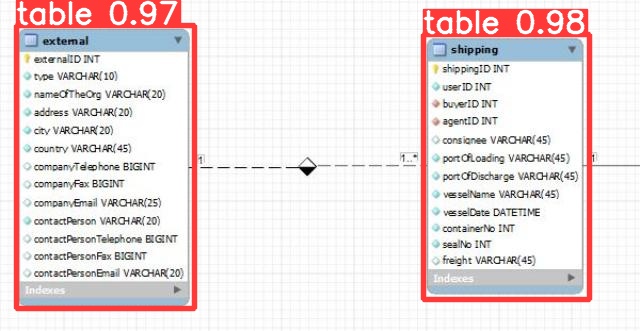 table 0.97
external
externalID INT
type VARCHAR(10)
nameOfTheOrg VARCHAR(20)
address VARCHAR(20)
city VARCHAR(20)
country VARCHAR(45)
companyTelephone BIGINT
companyFax BIGINT
companyEmail VARCHAR(25)
contactPerson VARCHAR(20)
contactPersonTelephone BIGINT
contactPersonFax BIGINT
contactPersonEmail VARCHAR(20)
Indexes
1
1..*
table 0.98
shipping
shippingID INT
userID INT
buyerID INT
agentID INT
consignee VARCHAR(45)
portOfLoading VARCHAR(45)
portOfDischarge VARCHAR(45)
vesselName VARCHAR(45)
vesselDate DATETIME
containerNo INT
sealNo INT
freight VARCHAR(45)
Indexes
1